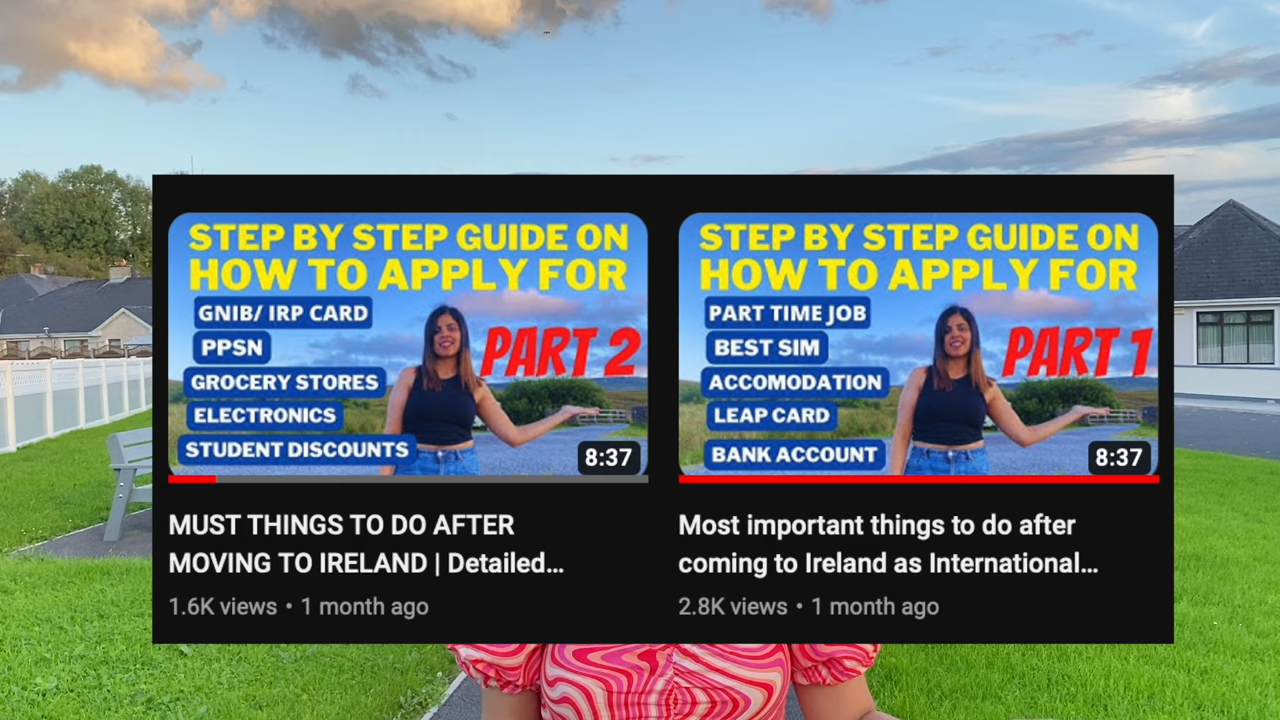 STEP BY STEP GUIDE ON
HOW TO APPLY FOR
GNIB/ IRP CARD
PPSN
GROCERY STORES
ELECTRONICS
STUDENT DISCOUNTS
PART 2
8:37
MUST THINGS TO DO AFTER
MOVING TO IRELAND | Detailed...
1.6K views • 1 month ago
STEP BY STEP GUIDE ON
HOW TO APPLY FOR
PART TIME JOB
BEST SIM
ACCOMODATION
LEAP CARD
BANK ACCOUNT
PART 1
8:37
Most important things to do after
coming to Ireland as International...
2.8K views • 1 month ago